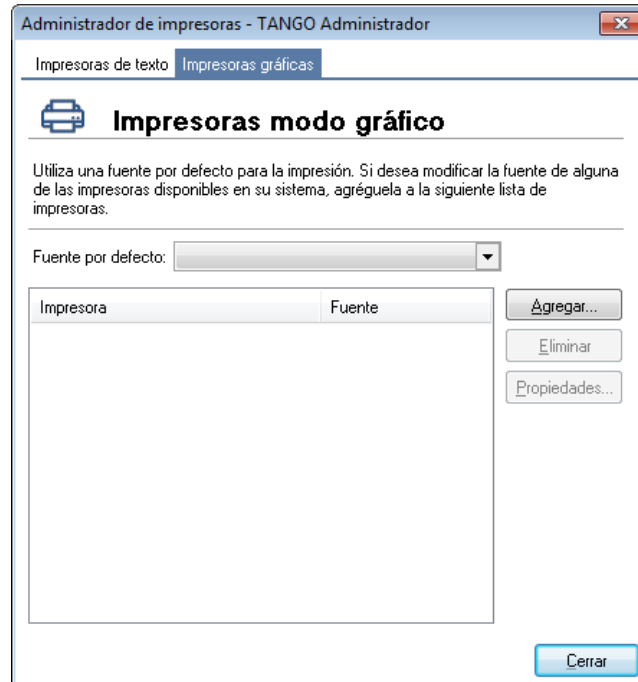 Administrador de impresoras - TANGO Administrador
Impresoras de texto Impresoras gráficas
Impresoras modo gráfico
Utiliza una fuente por defecto para la impresión. Si desea modificar la fuente de alguna
de las impresoras disponibles en su sistema, agréguela a la siguiente lista de
impresoras.
Fuente por defecto:
Impresora Fuente
Agregar...
Eliminar
Propiedades...
Cerrar